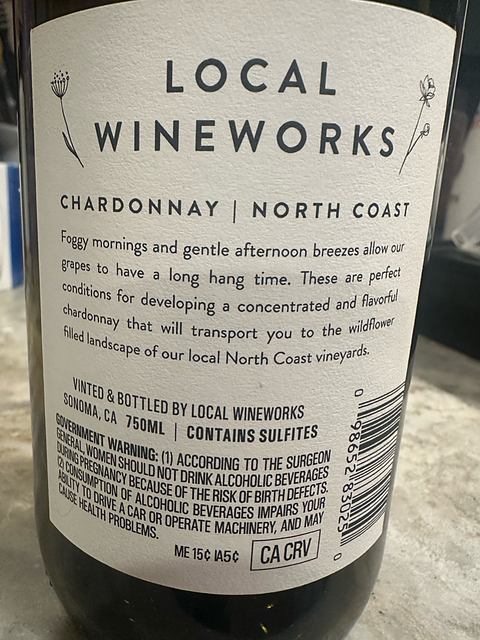 LOCAL
WINEWORKS
CHARDONNAY | NORTH COAST
Foggy mornings and gentle afternoon breezes allow our
grapes to have a long hang time. These are perfect
conditions for developing a concentrated and flavorful
chardonnay that will transport you to the wildflower
filled landscape of our local North Coast vineyards.
VINTED & BOTTLED BY LOCAL WINEWORKS
SONOMA, CA 750ML | CONTAINS SULFITES
GOVERNMENT WARNING: (1) ACCORDING TO THE SURGEON
GENERAL, WOMEN SHOULD NOT DRINK ALCOHOLIC BEVERAGES
DURING PREGNANCY BECAUSE OF THE RISK OF BIRTH DEFECTS.
(2) CONSUMPTION OF ALCOHOLIC BEVERAGES IMPAIRS YOUR
ABILITY TO DRIVE A CAR OR OPERATE MACHINERY, AND MAY
CAUSE HEALTH PROBLEMS.
ME 15¢ IA5¢ CA CRV
0 98652 83025 0